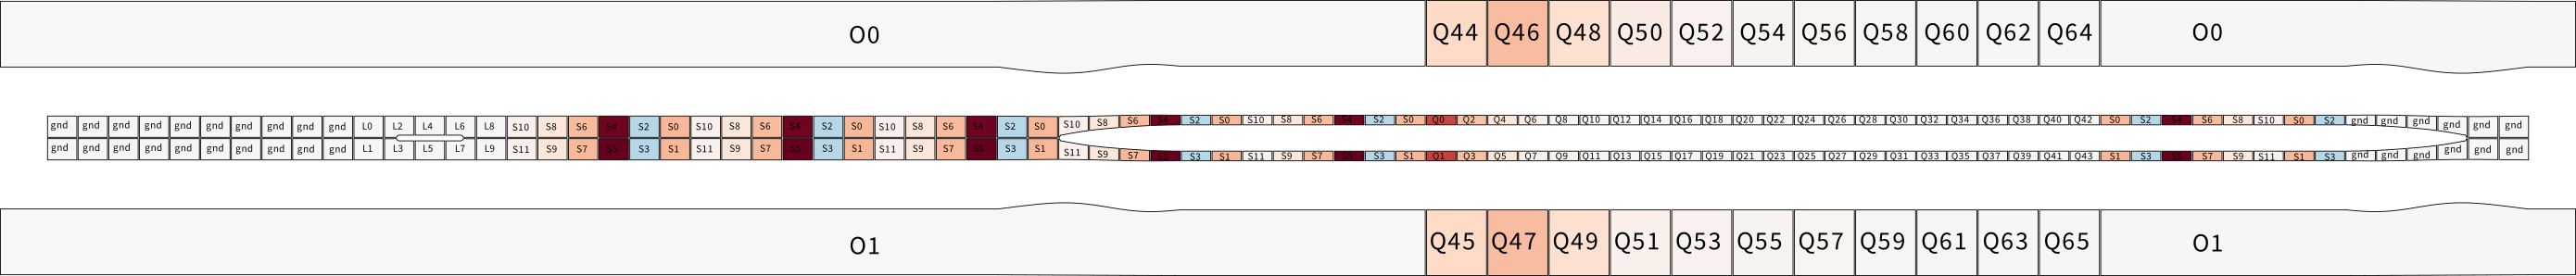 O0 Q44 Q46 Q48 Q50 Q52 Q54 Q56 Q58 Q60 Q62 Q64 O0
gnd gnd gnd gnd gnd gnd gnd gnd gnd gnd L0 L2 L4 L6 L8 S10 S8 S6 S4 S2 S0 S10 S8 S6 S4 S2 S0 S10 S8 S6 S4 S2 S0 S10 S8 S6 S4 S2 S0 S10 S8 S6 S4 S2 S0 Q0 Q2 Q4 Q6 Q8 Q10 Q12 Q14 Q16 Q18 Q20 Q22 Q24 Q26 Q28 Q30 Q32 Q34 Q36 Q38 Q40 Q42 S0 S2 S4 S6 S8 S10 S0 S2 gnd gnd gnd gnd gnd gnd
gnd gnd gnd gnd gnd gnd gnd gnd gnd gnd L1 L3 L5 L7 L9 S11 S9 S7 S5 S3 S1 S11 S9 S7 S5 S3 S1 S11 S9 S7 S5 S3 S1 S11 S9 S7 S5 S3 S1 S11 S9 S7 S5 S3 S1 Q1 Q3 Q5 Q7 Q9 Q11 Q13 Q15 Q17 Q19 Q21 Q23 Q25 Q27 Q29 Q31 Q33 Q35 Q37 Q39 Q41 Q43 S1 S3 S5 S7 S9 S11 S1 S3 gnd gnd gnd gnd gnd gnd
O1 Q45 Q47 Q49 Q51 Q53 Q55 Q57 Q59 Q61 Q63 Q65 O1